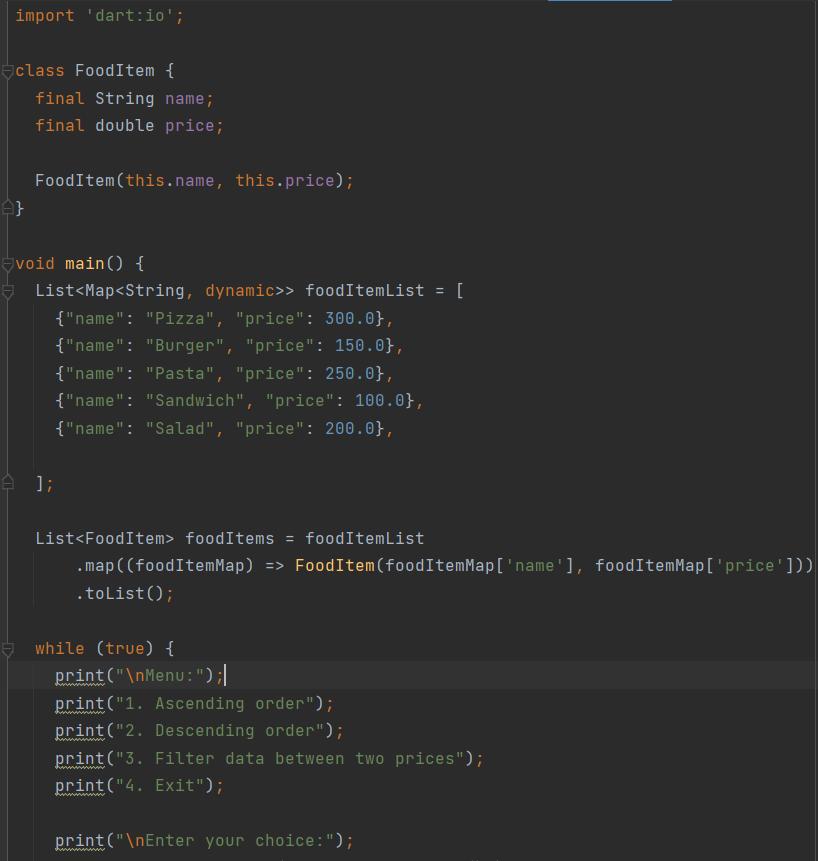 import 'dart:io';
class FoodItem {
  final String name;
  final double price;
  FoodItem(this.name, this.price);
}
void main() {
  List<Map<String, dynamic>> foodItemList = [
    {"name": "Pizza", "price": 300.0},
    {"name": "Burger", "price": 150.0},
    {"name": "Pasta", "price": 250.0},
    {"name": "Sandwich", "price": 100.0},
    {"name": "Salad", "price": 200.0},
  ];
  List<FoodItem> foodItems = foodItemList
      .map((foodItemMap) => FoodItem(foodItemMap['name'], foodItemMap['price']))
      .toList();
  while (true) {
    print("\nMenu:");
    print("1. Ascending order");
    print("2. Descending order");
    print("3. Filter data between two prices");
    print("4. Exit");
    print("\nEnter your choice:");